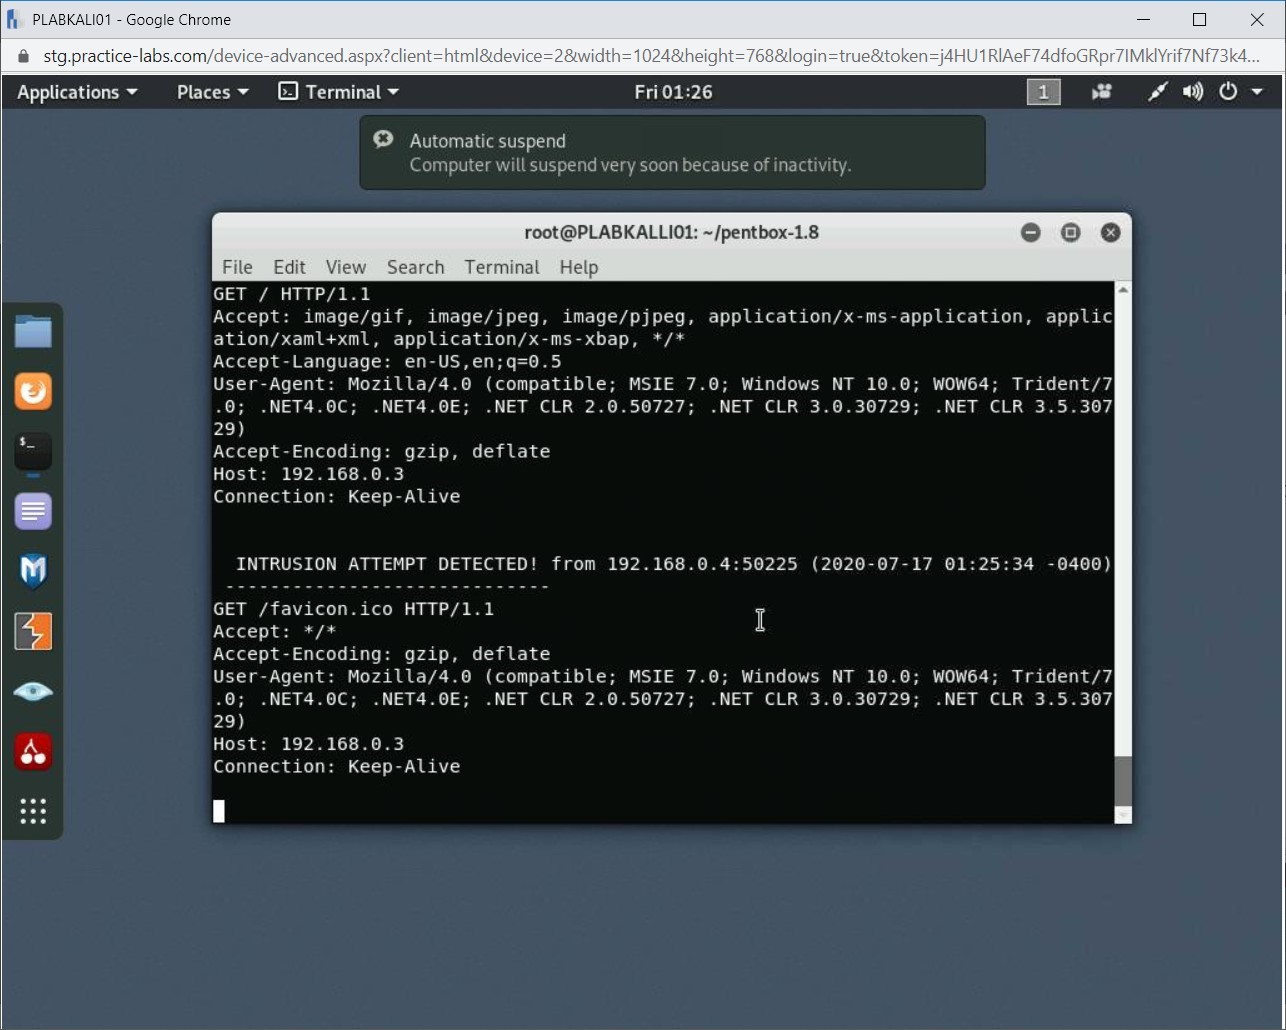 PLABKALI01 - Google Chrome
stg.practice-labs.com/device-advanced.aspx?client=html&device=2&width=1024&height=768&login=true&token=j4HU1RlAeF74dfoGRpr7IMklYrif7Nf73k4...
Applications Places Terminal Fri 01:26 1
Automatic suspend
Computer will suspend very soon because of inactivity.
root@PLABKALLI01: ~/pentbox-1.8
File Edit View Search Terminal Help
GET / HTTP/1.1
Accept: image/gif, image/jpeg, image/pjpeg, application/x-ms-application, applic
ation/xaml+xml, application/x-ms-xbap, */*
Accept-Language: en-US,en;q=0.5
User-Agent: Mozilla/4.0 (compatible; MSIE 7.0; Windows NT 10.0; WOW64; Trident/7
.0; .NET4.0C; .NET4.0E; .NET CLR 2.0.50727; .NET CLR 3.0.30729; .NET CLR 3.5.307
29)
Accept-Encoding: gzip, deflate
Host: 192.168.0.3
Connection: Keep-Alive
INTRUSION ATTEMPT DETECTED! from 192.168.0.4:50225 (2020-07-17 01:25:34 -0400)
-----------------------------
GET /favicon.ico HTTP/1.1
Accept: */*
Accept-Encoding: gzip, deflate
User-Agent: Mozilla/4.0 (compatible; MSIE 7.0; Windows NT 10.0; WOW64; Trident/7
.0; .NET4.0C; .NET4.0E; .NET CLR 2.0.50727; .NET CLR 3.0.30729; .NET CLR 3.5.307
29)
Host: 192.168.0.3
Connection: Keep-Alive